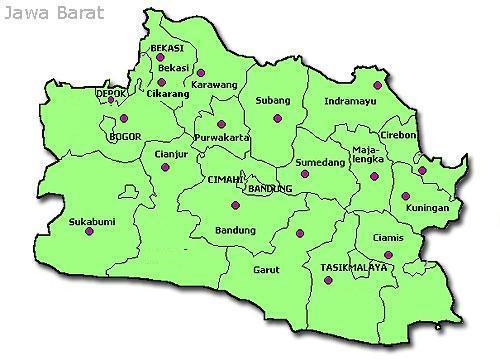 Jawa Barat
BEKASI
Bekasi
Cikarang
Karawang
DEPOK
Subang
Indramayu
BOGOR
Purwakarta
Cirebon
Cianjur
Sumedang
Maja-
lengka
CIMAHI
BANDUNG
Kuningan
Sukabumi
Bandung
Ciamis
Garut
TASIKMALAYA